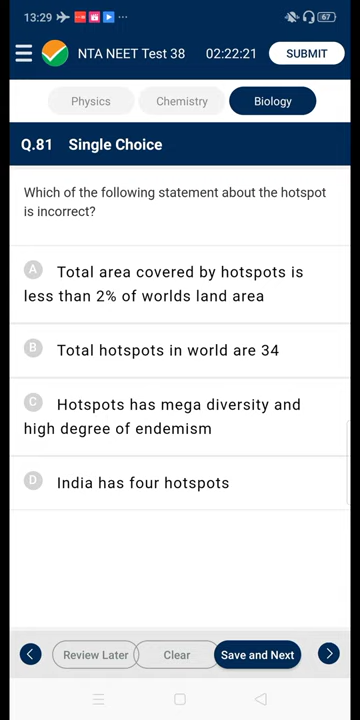 13:29
67
NTA NEET Test 38 02:22:21 SUBMIT
Physics Chemistry Biology
Q.81 Single Choice
Which of the following statement about the hotspot
is incorrect?
A Total area covered by hotspots is
less than 2% of worlds land area
B Total hotspots in world are 34
C Hotspots has mega diversity and
high degree of endemism
D India has four hotspots
Review Later Clear Save and Next